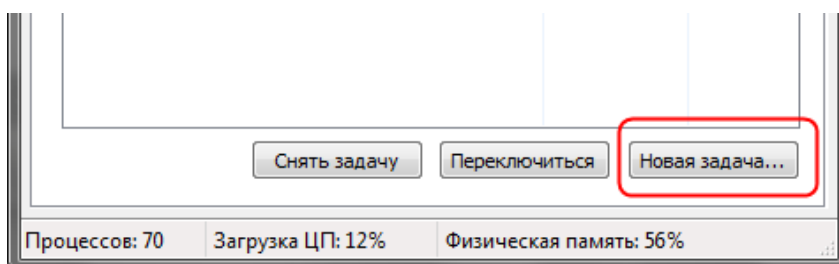 Снять задачу Переключиться Новая задача...
Процессов: 70 Загрузка ЦП: 12% Физическая память: 56%